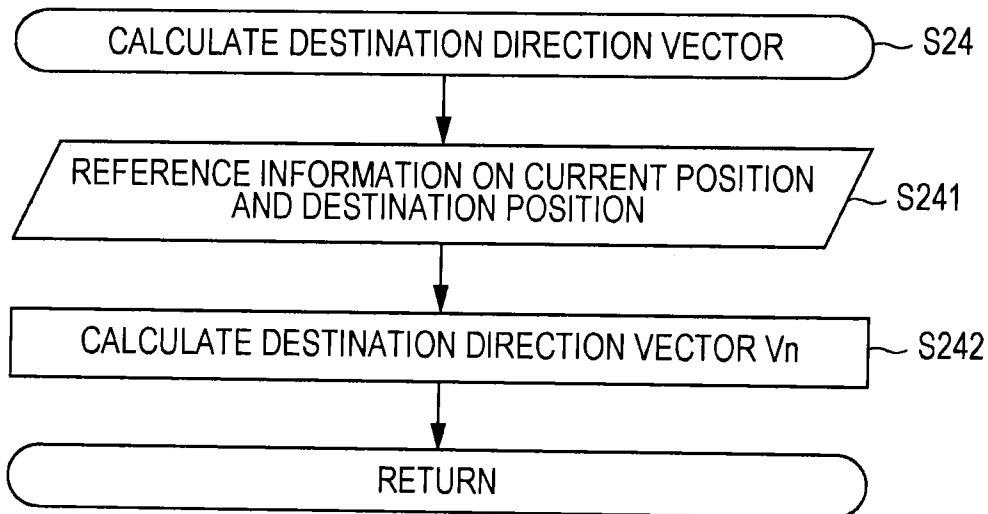 CALCULATE DESTINATION DIRECTION VECTOR
S24
REFERENCE INFORMATION ON CURRENT POSITION
AND DESTINATION POSITION
S241
CALCULATE DESTINATION DIRECTION VECTOR Vn
S242
RETURN